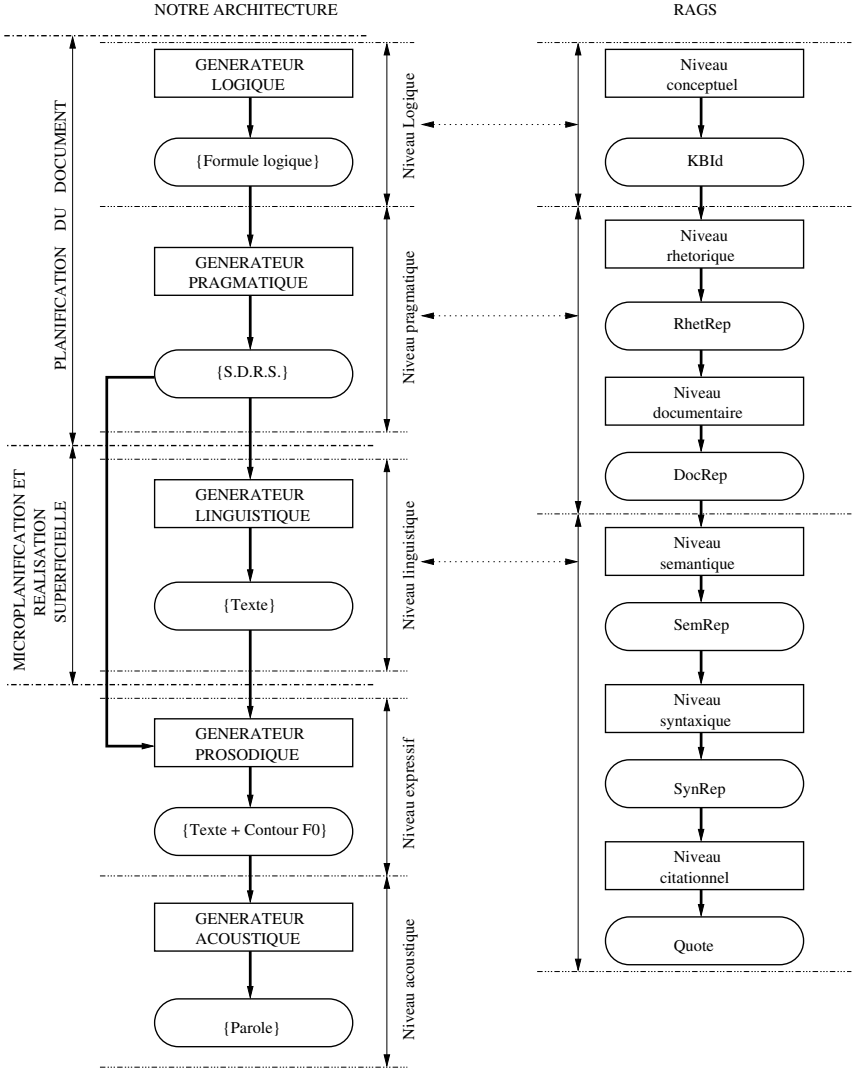 NOTRE ARCHITECTURE
RAGS
PLANIFICATION DU DOCUMENT
MICROPLANIFICATION ET
REALISATION
SUPERFICIELLE
GENERATEUR
LOGIQUE
{Formule logique}
GENERATEUR
PRAGMATIQUE
{S.D.R.S.}
GENERATEUR
LINGUISTIQUE
{Texte}
GENERATEUR
PROSODIQUE
{Texte + Contour F0}
GENERATEUR
ACOUSTIQUE
{Parole}
Niveau Logique
Niveau pragmatique
Niveau linguistique
Niveau expressif
Niveau acoustique
Niveau
conceptuel
KBId
Niveau
rhetorique
RhetRep
Niveau
documentaire
DocRep
Niveau
semantique
SemRep
Niveau
syntaxique
SynRep
Niveau
citationnel
Quote